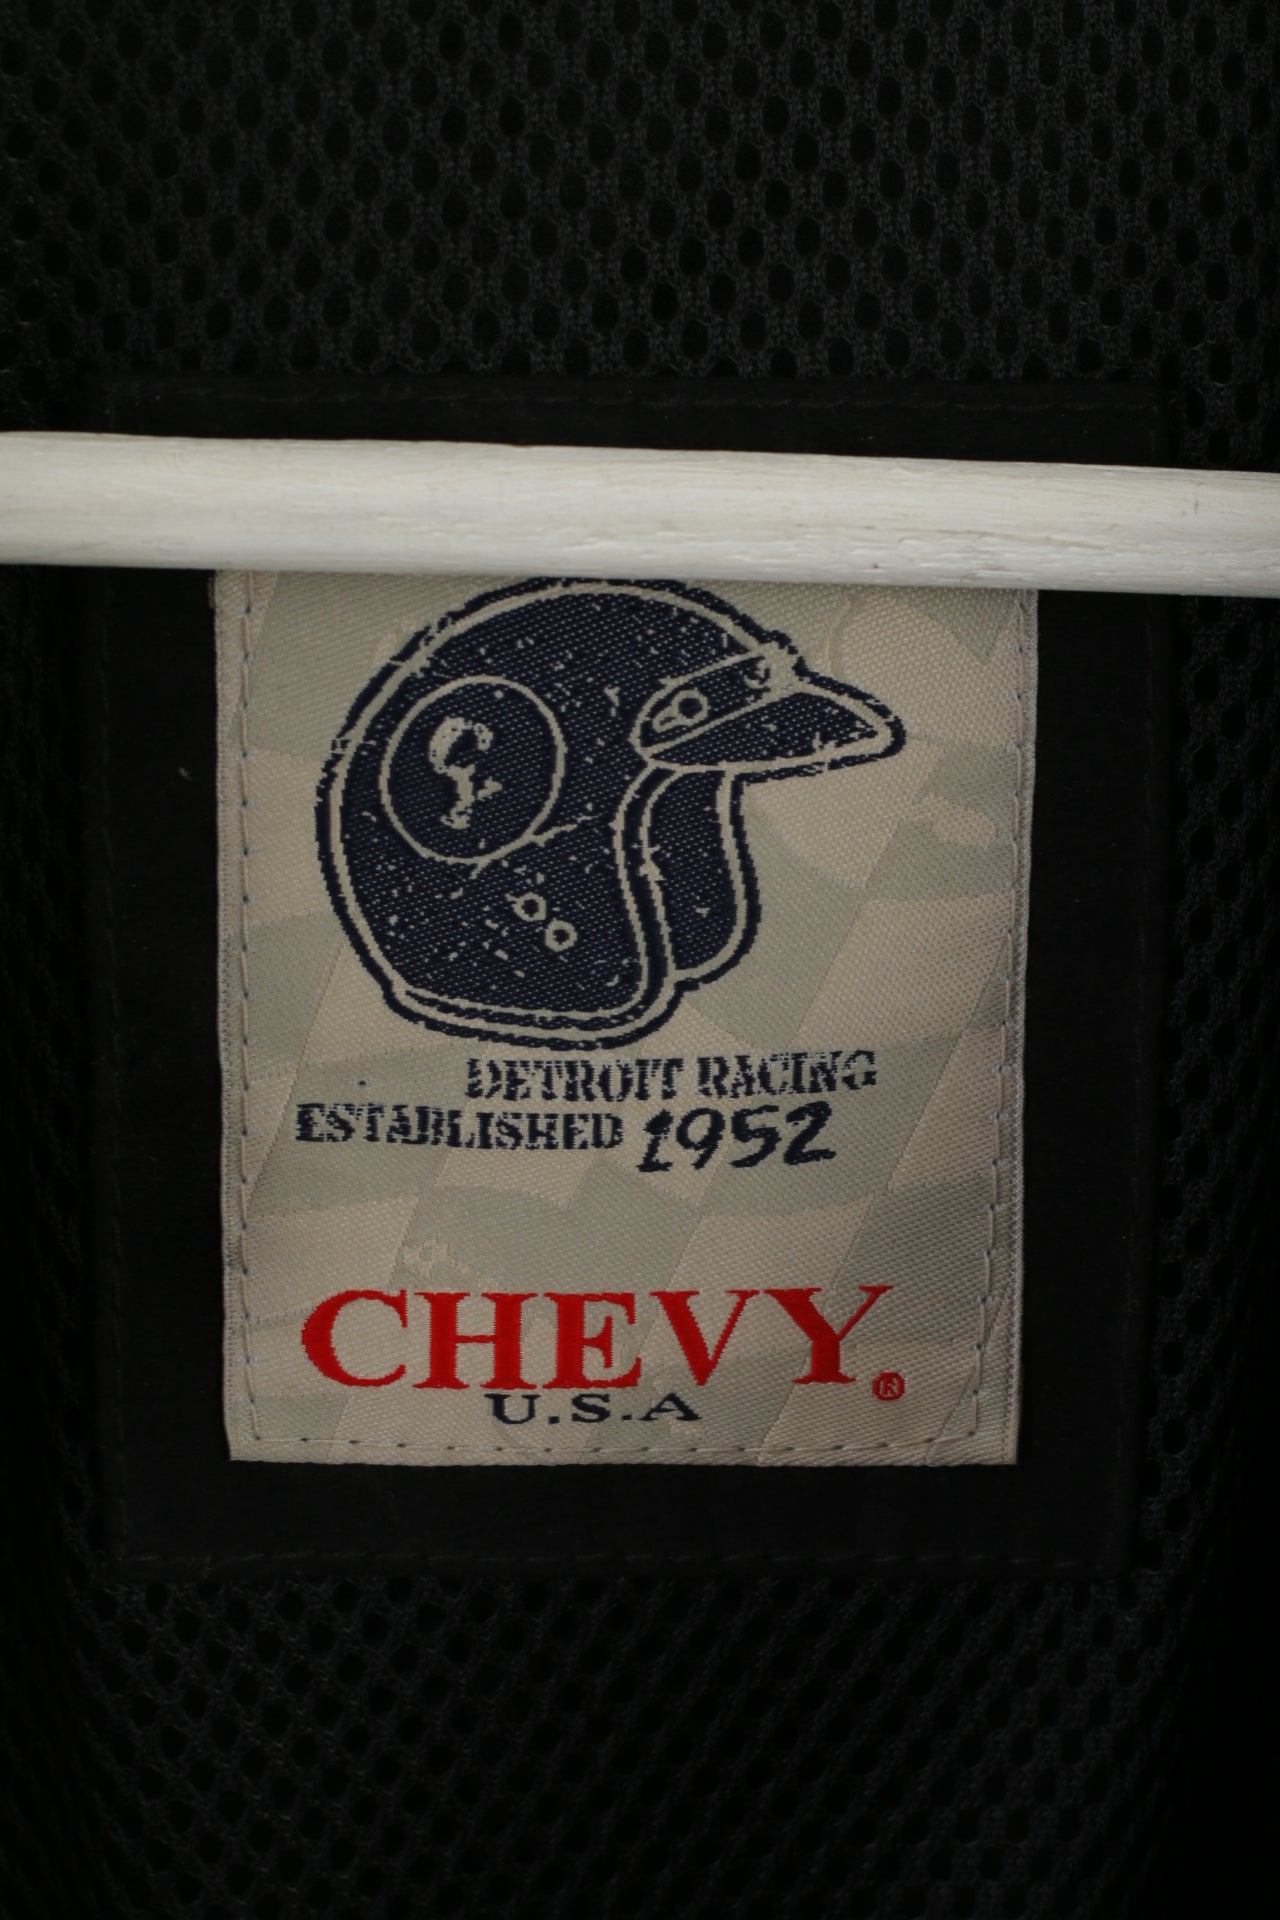 DETROIT RACING
ESTABLISHED 1952
CHEVY®
U.S.A